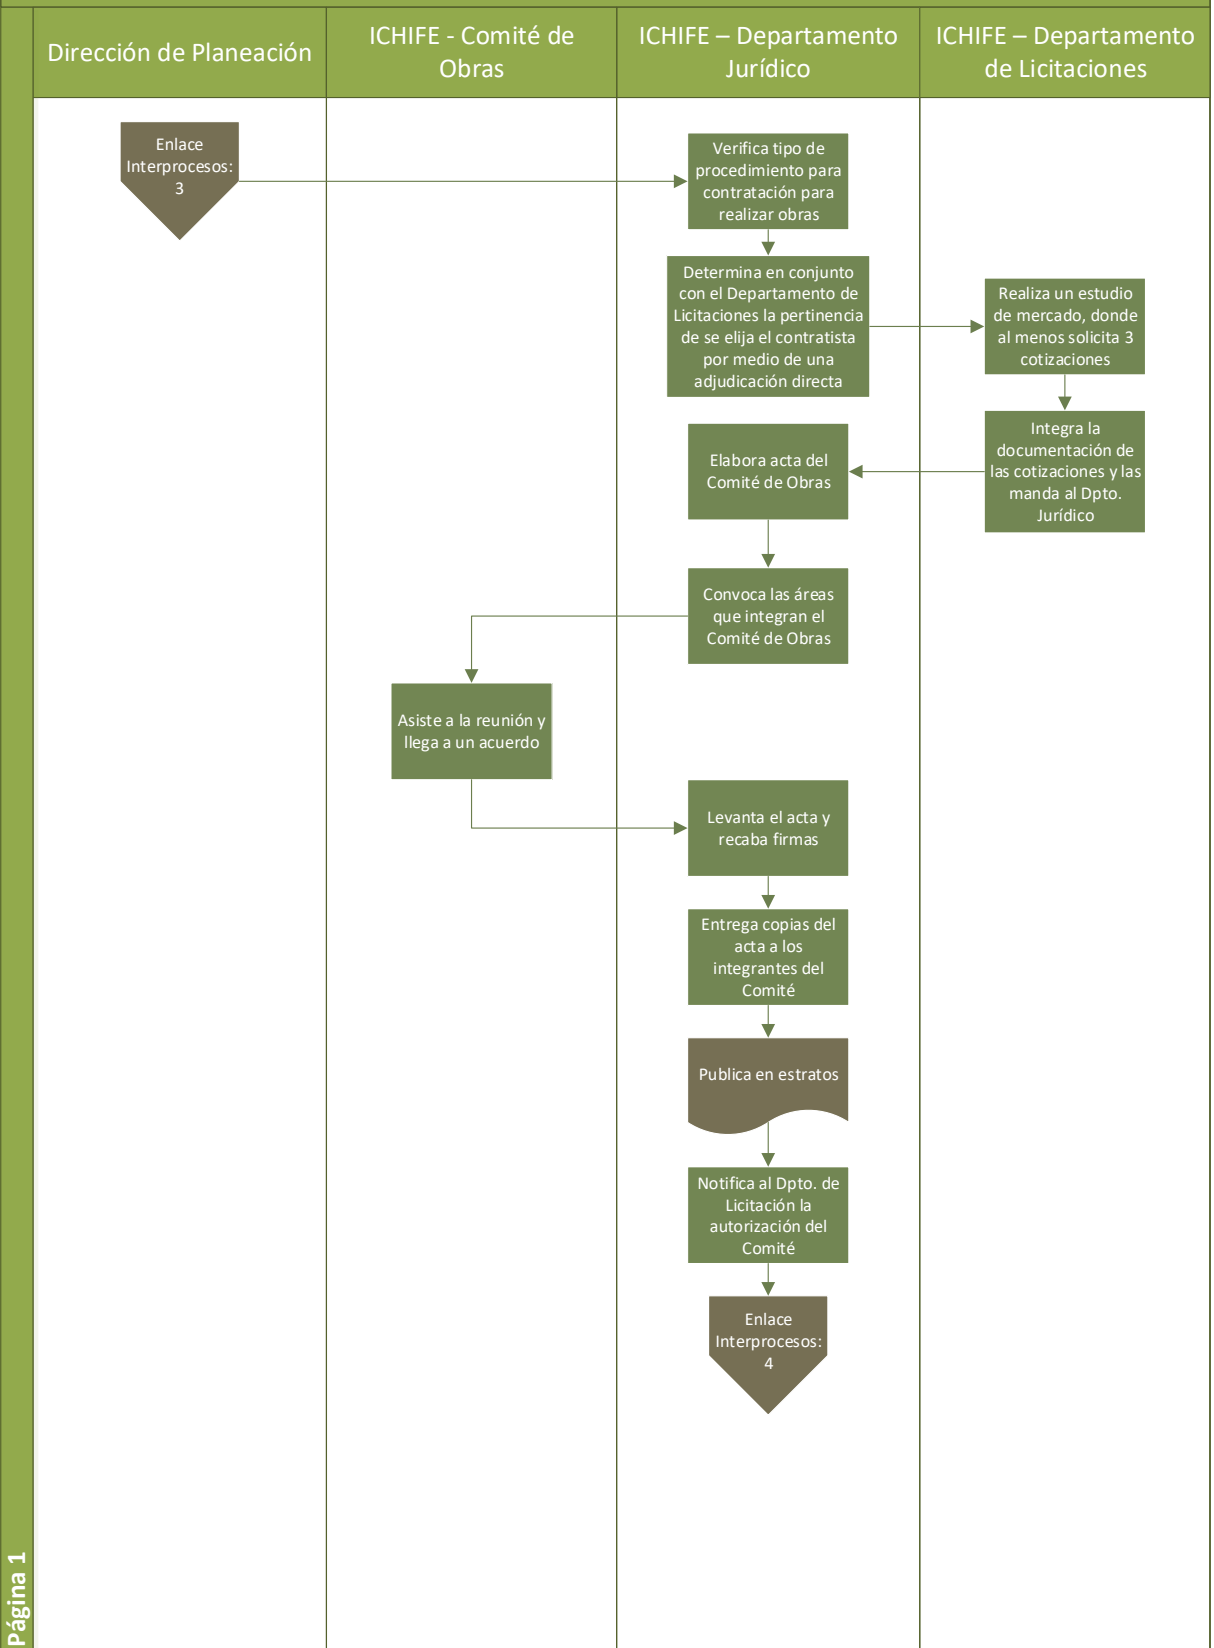 Dirección de Planeación
ICHIFE - Comité de
Obras
ICHIFE – Departamento
Jurídico
ICHIFE – Departamento
de Licitaciones
Enlace
Interprocesos:
3
Verifica tipo de
procedimiento para
contratación para
realizar obras
Determina en conjunto
con el Departamento de
Licitaciones la pertinencia
de se elija el contratista
por medio de una
adjudicación directa
Realiza un estudio
de mercado, donde
al menos solicita 3
cotizaciones
Integra la
documentación de
las cotizaciones y las
manda al Dpto.
Jurídico
Elabora acta del
Comité de Obras
Convoca las áreas
que integran el
Comité de Obras
Asiste a la reunión y
llega a un acuerdo
Levanta el acta y
recaba firmas
Entrega copias del
acta a los
integrantes del
Comité
Publica en estratos
Notifica al Dpto. de
Licitación la
autorización del
Comité
Enlace
Interprocesos:
4
Página 1